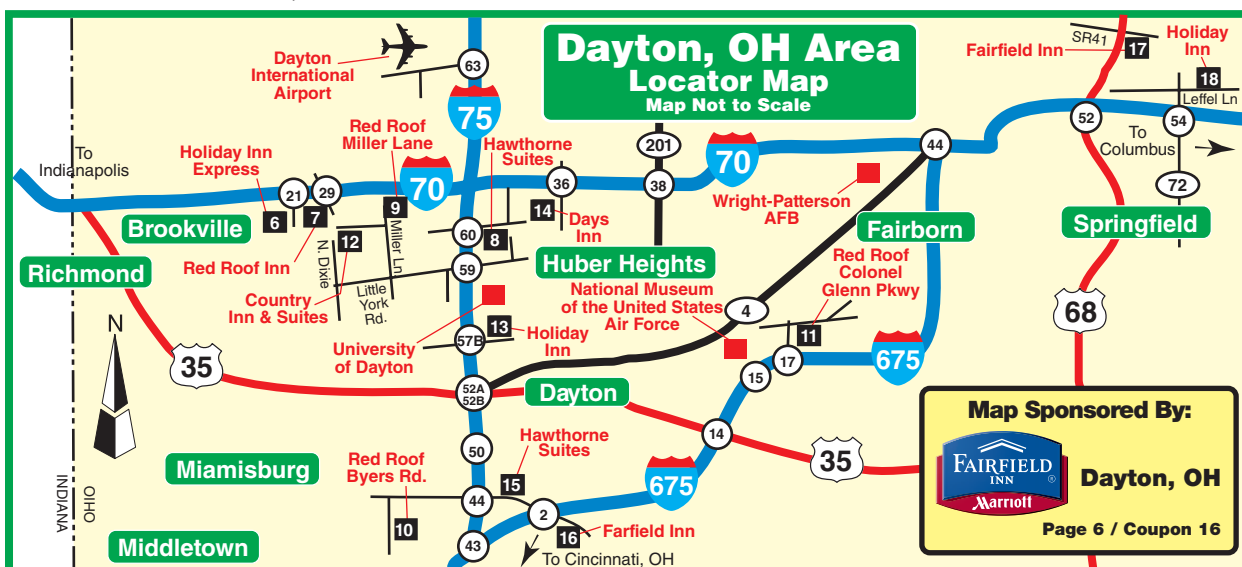 Dayton, OH Area
Locator Map
Map Not to Scale
Dayton
International
Airport
63
75
SR41
Fairfield Inn
17
Holiday
Inn
18
Leffel Ln
52
54
To
Columbus
72
To
Indianapolis
Holiday Inn
Express
6
21
29
7
Red Roof Inn
Red Roof
Miller Lane
9
70
Hawthorne
Suites
8
36
14
Days
Inn
201
38
70
44
Wright-Patterson
AFB
Brookville
Richmond
Fairborn
Springfield
Huber Heights
12
N. Dixie
Miller Ln
Little
York
Rd.
Country
Inn & Suites
60
59
National Museum
of the United States
Air Force
4
Red Roof
Colonel
Glenn Pkwy
11
68
N
35
University
of Dayton
57B
13
Holiday
Inn
15
17
675
52A
52B
Dayton
14
35
Map Sponsored By:
FAIRFIELD
INN
®
Marriott
Dayton, OH
Page 6 / Coupon 16
50
Hawthorne
Suites
15
Miamisburg
Red Roof
Byers Rd.
10
44
2
675
16
Farfield Inn
Middletown
43
To Cincinnati, OH
INDIANA
OIHO